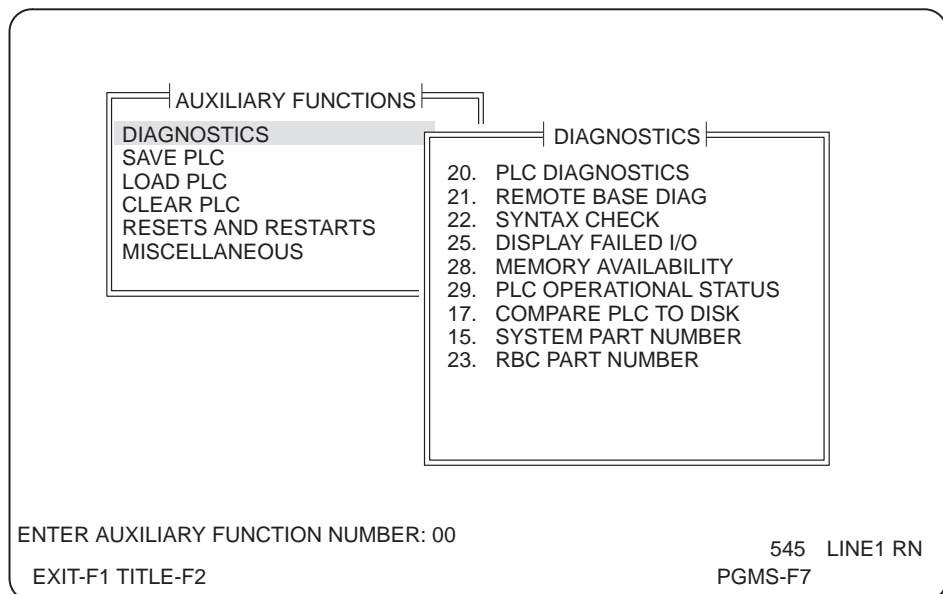 AUXILIARY FUNCTIONS
DIAGNOSTICS
SAVE PLC
LOAD PLC
CLEAR PLC
RESETS AND RESTARTS
MISCELLANEOUS
DIAGNOSTICS
20. PLC DIAGNOSTICS
21. REMOTE BASE DIAG
22. SYNTAX CHECK
25. DISPLAY FAILED I/O
28. MEMORY AVAILABILITY
29. PLC OPERATIONAL STATUS
17. COMPARE PLC TO DISK
15. SYSTEM PART NUMBER
23. RBC PART NUMBER
ENTER AUXILIARY FUNCTION NUMBER: 00
545 LINE1 RN
EXIT-F1 TITLE-F2 PGMS-F7